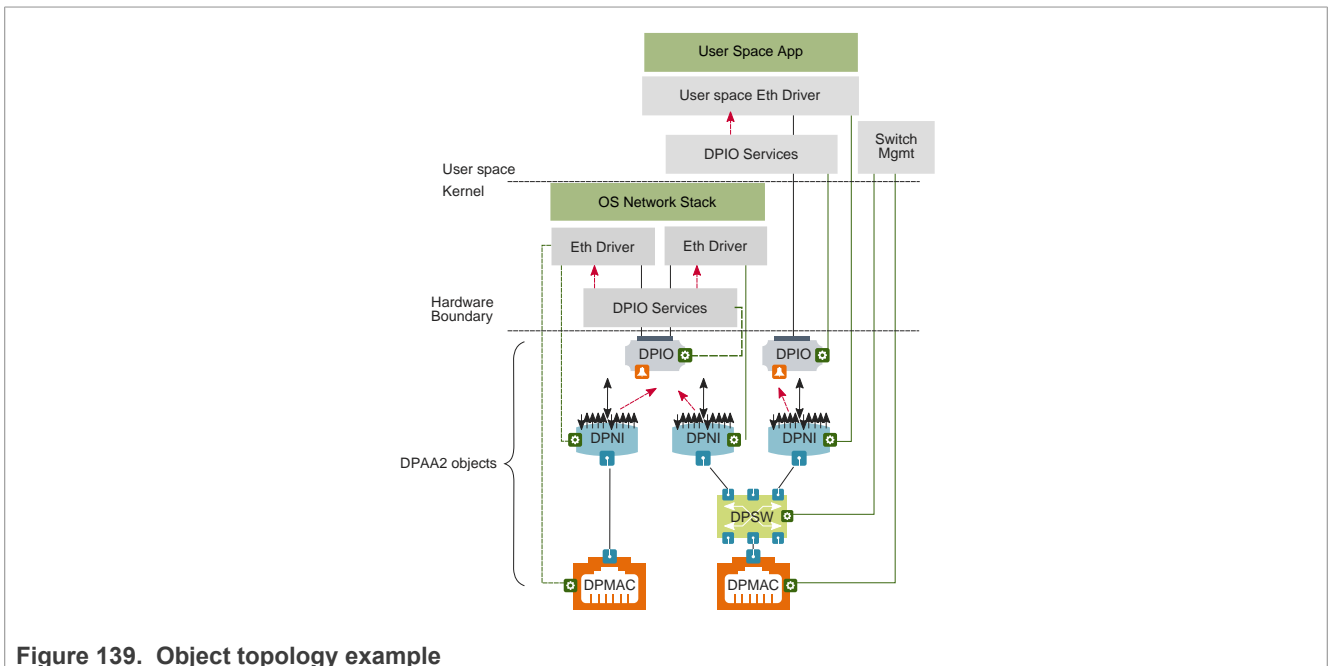 User Space App
User space Eth Driver
DPIO Services
Switch
Mgmt
User space
Kernel
OS Network Stack
Eth Driver
Eth Driver
DPIO Services
Hardware
Boundary
DPIO
DPIO
DPNI
DPNI
DPNI
DPAA2 objects
DPSW
DPMAC
DPMAC
Figure 139. Object topology example